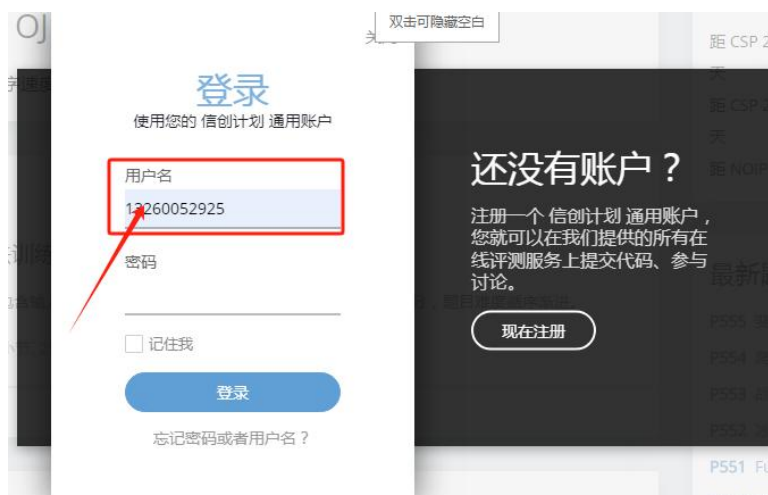 OJ
双击可隐藏空白
距 CSP 2
天
登录
使用您的 信创计划 通用账户
距 CSP 2
天
还没有账户？
距 NOIP
用户名
12260052925
注册一个 信创计划 通用账户，
您就可以在我们提供的所有在
线评测服务上提交代码、参与
讨论。
密码
最新
P555
现在注册
记住我
P554
登录
P553
忘记密码或者用户名？
P552
P551 Fu